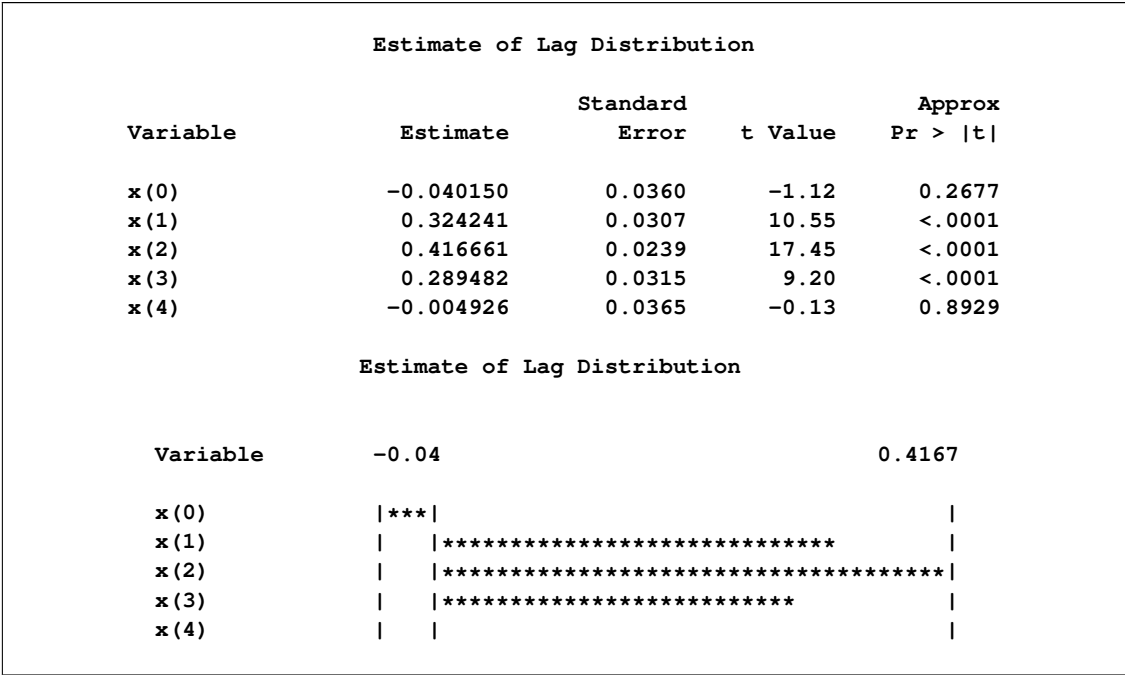 Estimate of Lag Distribution
Standard Approx
Variable Estimate Error t Value Pr > |t|
x(0) -0.040150 0.0360 -1.12 0.2677
x(1) 0.324241 0.0307 10.55 <.0001
x(2) 0.416661 0.0239 17.45 <.0001
x(3) 0.289482 0.0315 9.20 <.0001
x(4) -0.004926 0.0365 -0.13 0.8929
Estimate of Lag Distribution
Variable -0.04 0.4167
x(0) |***| |
x(1) | |***************************** |
x(2) | |*************************************|
x(3) | |************************** |
x(4) | | |